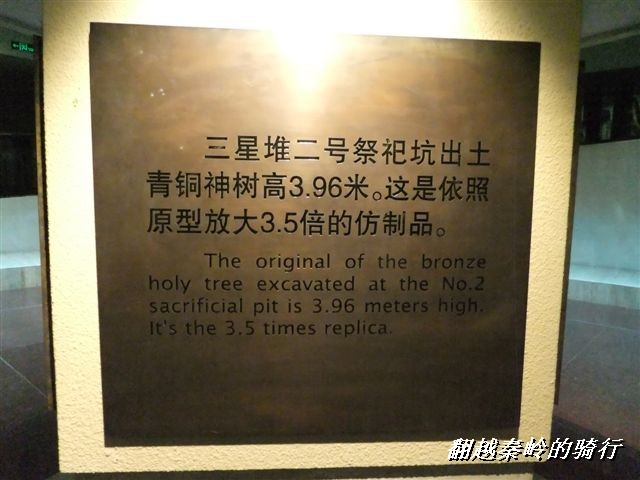 三星堆二号祭祀坑出土
青铜神树高3.96米。这是依照
原型放大3.5倍的仿制品。
The original of the bronze
holy tree excavated at the No.2
sacrificial pit is 3.96 meters high.
It's the 3.5 times replica.
翻越秦岭的骑行